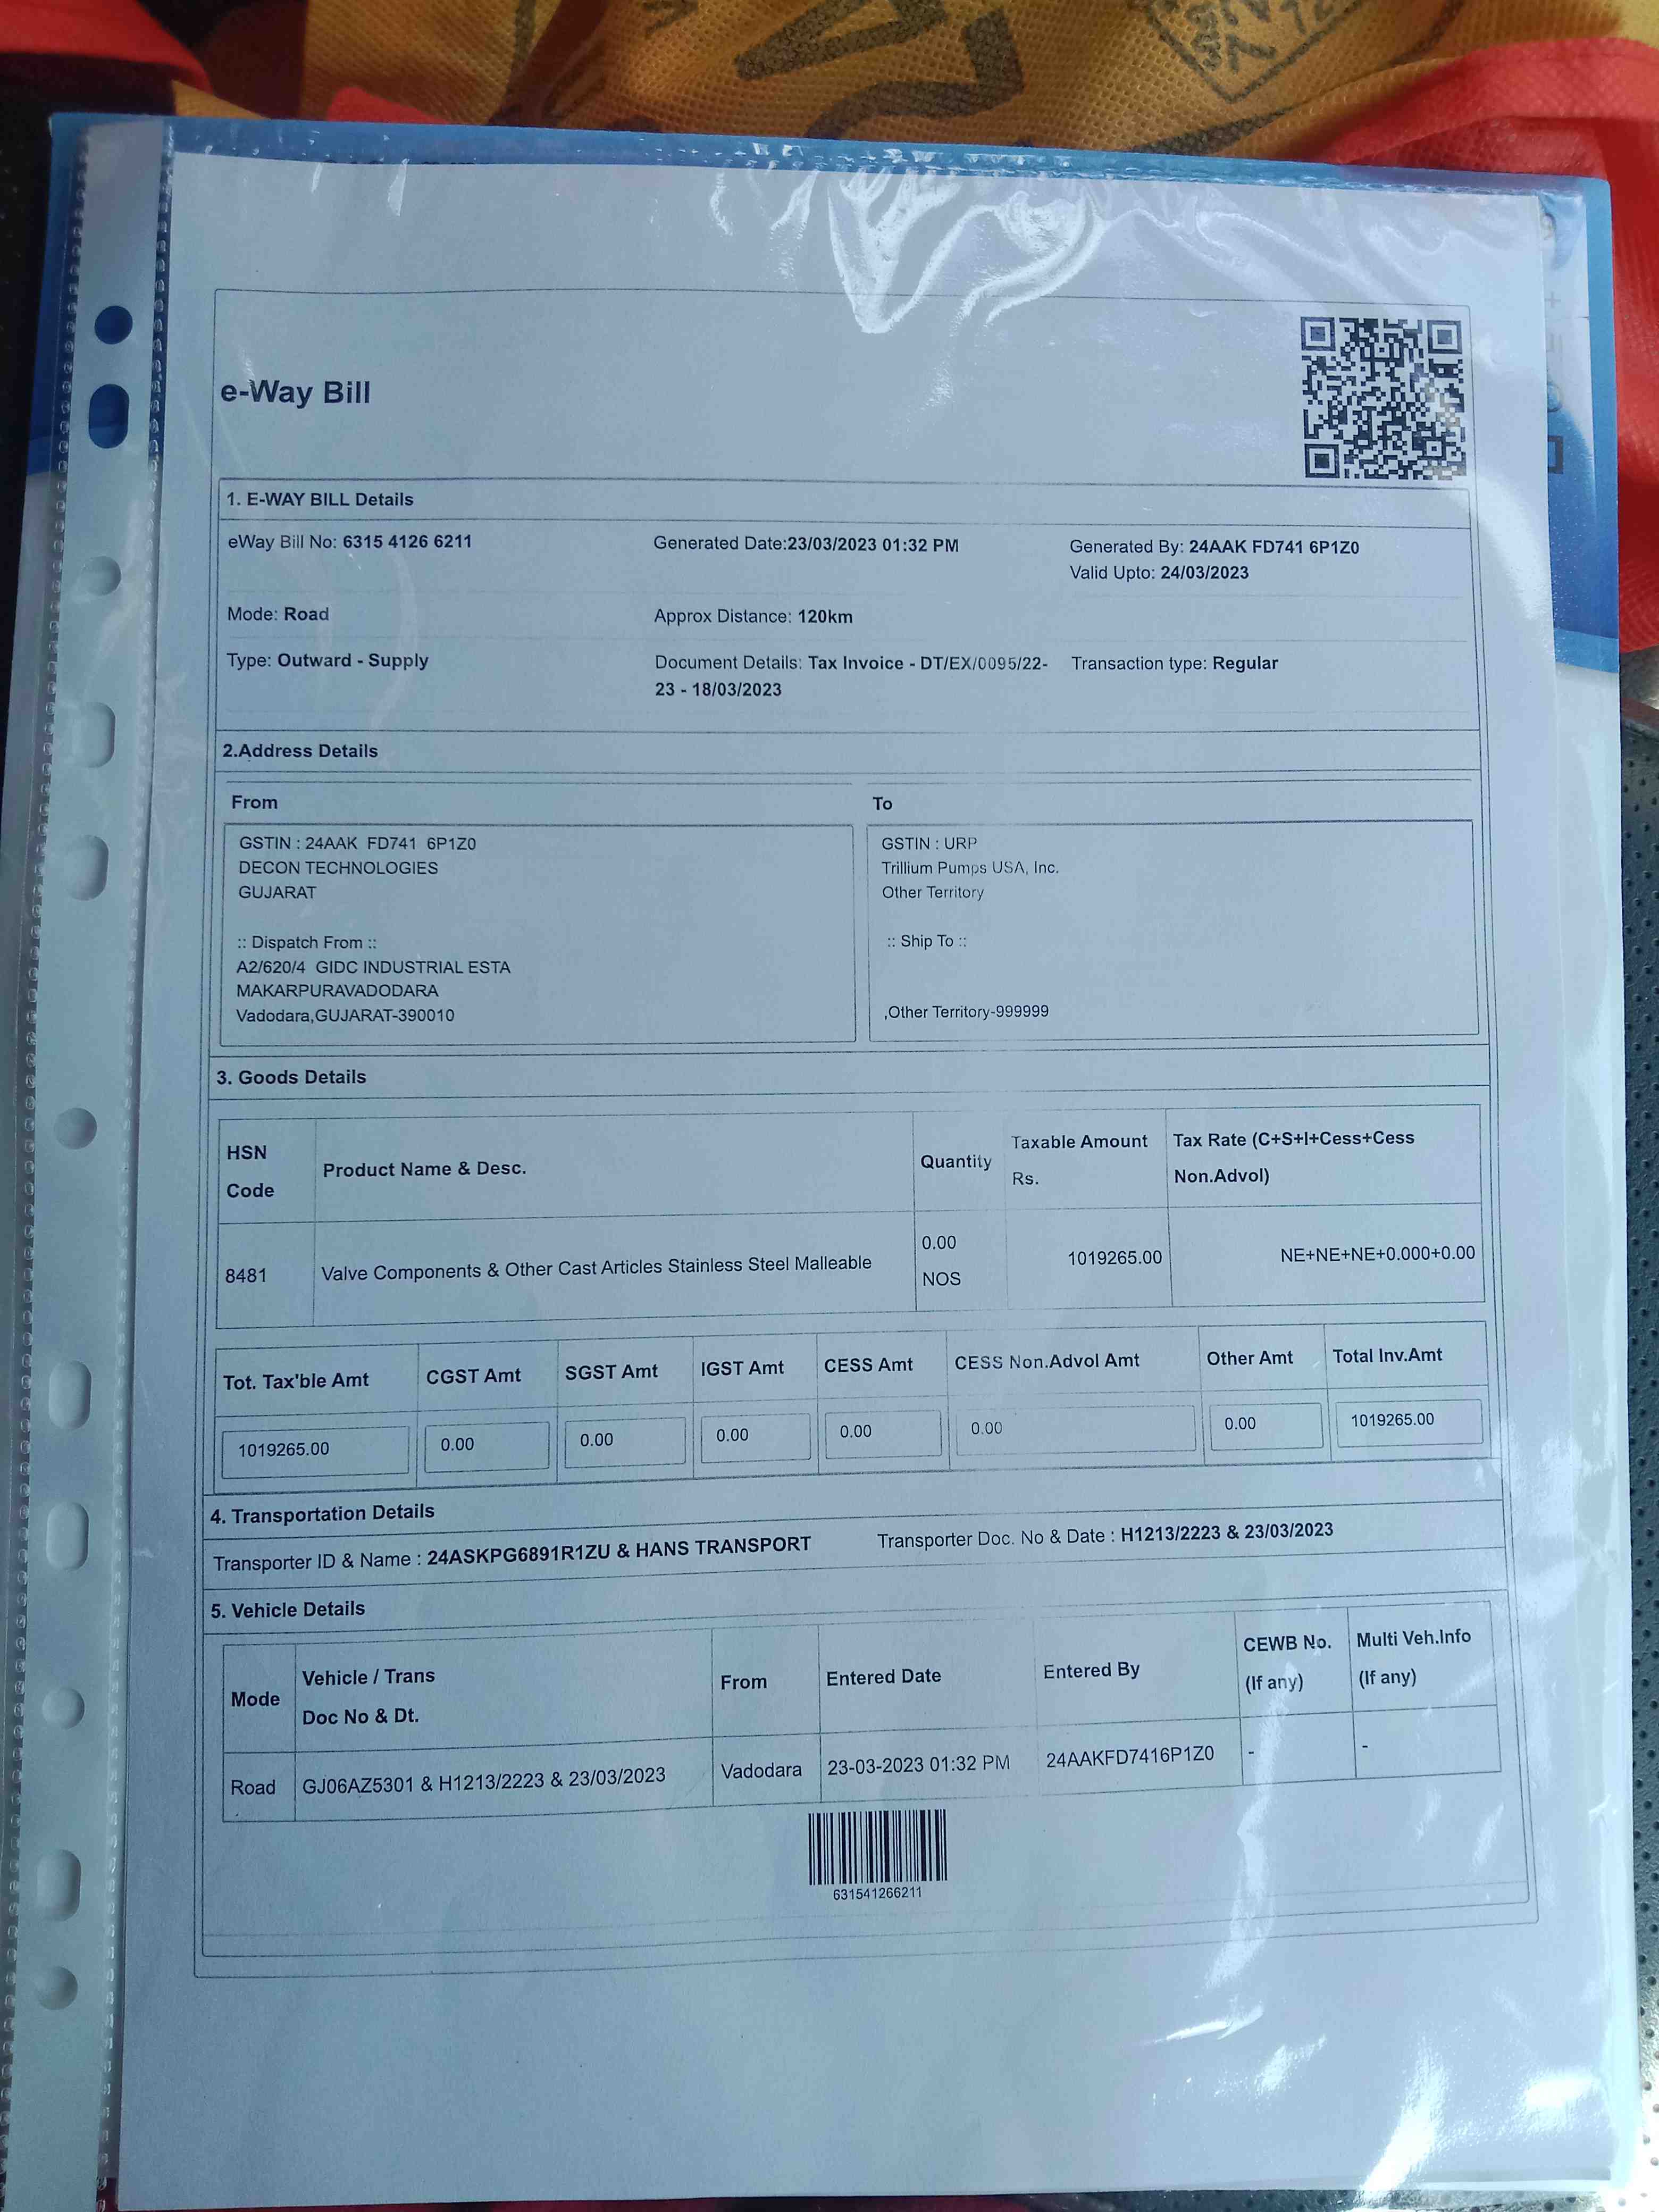 e-Way Bill
1. E-WAY BILL Details
eWay Bill No: 6315 4126 6211 Generated Date:23/03/2023 01:32 PM Generated By: 24AAK FD741 6P1Z0
Valid Upto: 24/03/2023
Mode: Road Approx Distance: 120km
Type: Outward - Supply Document Details: Tax Invoice - DT/EX/0095/22- Transaction type: Regular
23 - 18/03/2023
2.Address Details
From
GSTIN : 24AAK FD741 6P1Z0
DECON TECHNOLOGIES
GUJARAT
:: Dispatch From ::
A2/620/4 GIDC INDUSTRIAL ESTA
MAKARPURAVADODARA
Vadodara,GUJARAT-390010
To
GSTIN : URP
Trillium Pumps USA, Inc.
Other Territory
:: Ship To ::
,Other Territory-999999
3. Goods Details
HSN Code Product Name & Desc. Quantity Taxable Amount Rs. Tax Rate (C+S+I+Cess+Cess Non.Advol)
8481 Valve Components & Other Cast Articles Stainless Steel Malleable 0.00 NOS 1019265.00 NE+NE+NE+0.000+0.00
Tot. Tax'ble Amt CGST Amt SGST Amt IGST Amt CESS Amt CESS Non.Advol Amt Other Amt Total Inv.Amt
1019265.00 0.00 0.00 0.00 0.00 0.00 0.00 1019265.00
4. Transportation Details
Transporter ID & Name : 24ASKPG6891R1ZU & HANS TRANSPORT Transporter Doc. No & Date : H1213/2223 & 23/03/2023
5. Vehicle Details
Mode Vehicle / Trans Doc No & Dt. From Entered Date Entered By CEWB No. (If any) Multi Veh.Info (If any)
Road GJ06AZ5301 & H1213/2223 & 23/03/2023 Vadodara 23-03-2023 01:32 PM 24AAKFD7416P1Z0 - -
631541266211